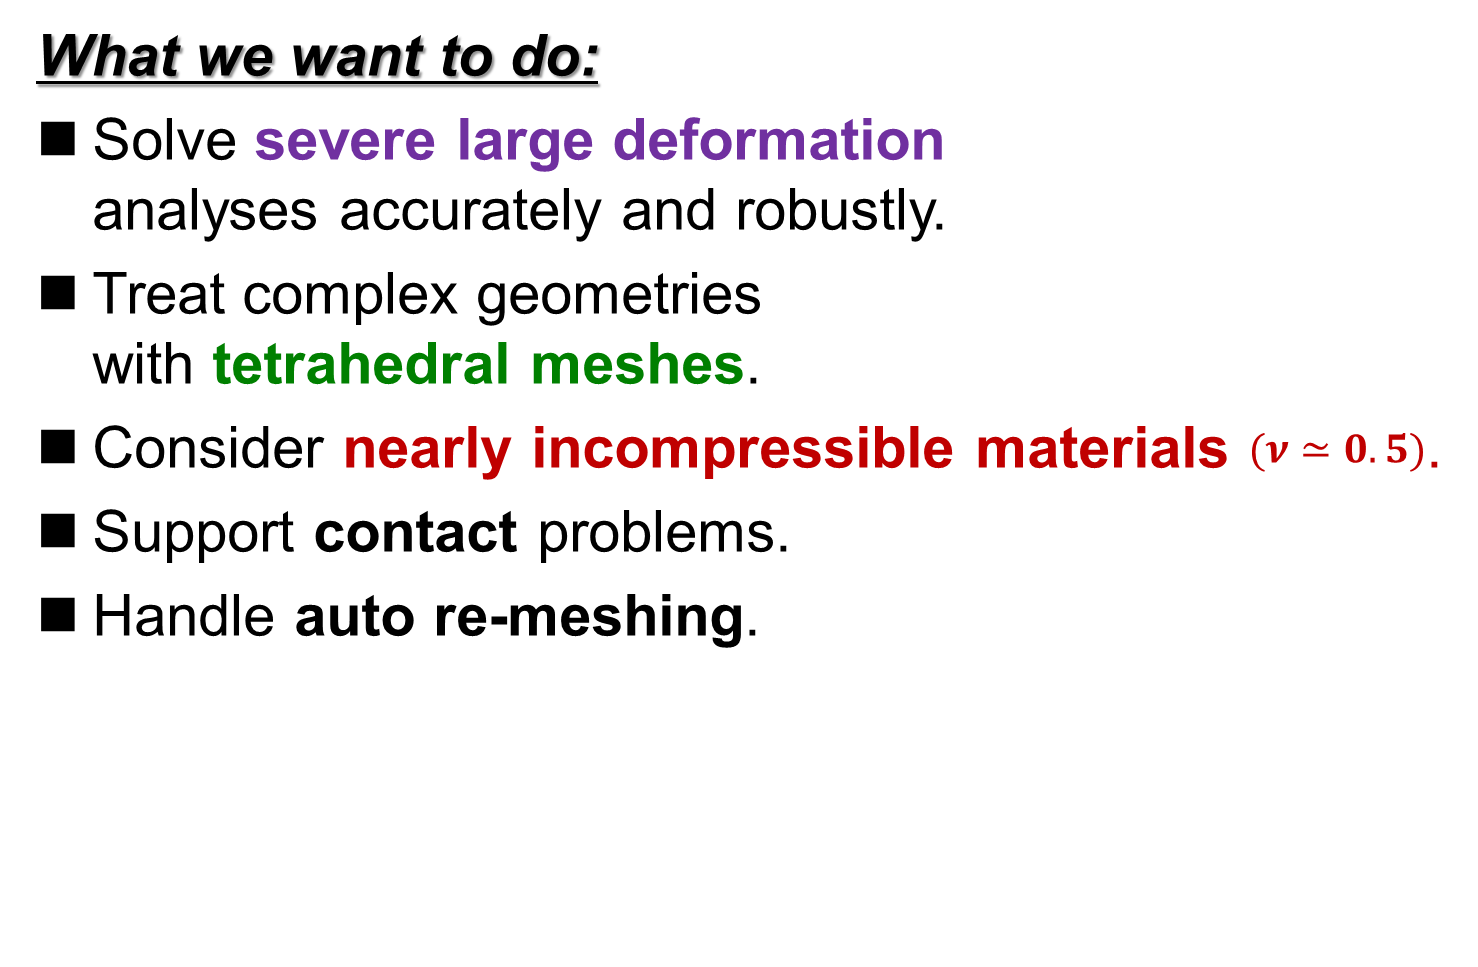 What we want to do:
■ Solve severe large deformation
analyses accurately and robustly.
■ Treat complex geometries
with tetrahedral meshes.
■ Consider nearly incompressible materials (𝝂 ≃ 𝟎.𝟓).
■ Support contact problems.
■ Handle auto re-meshing.